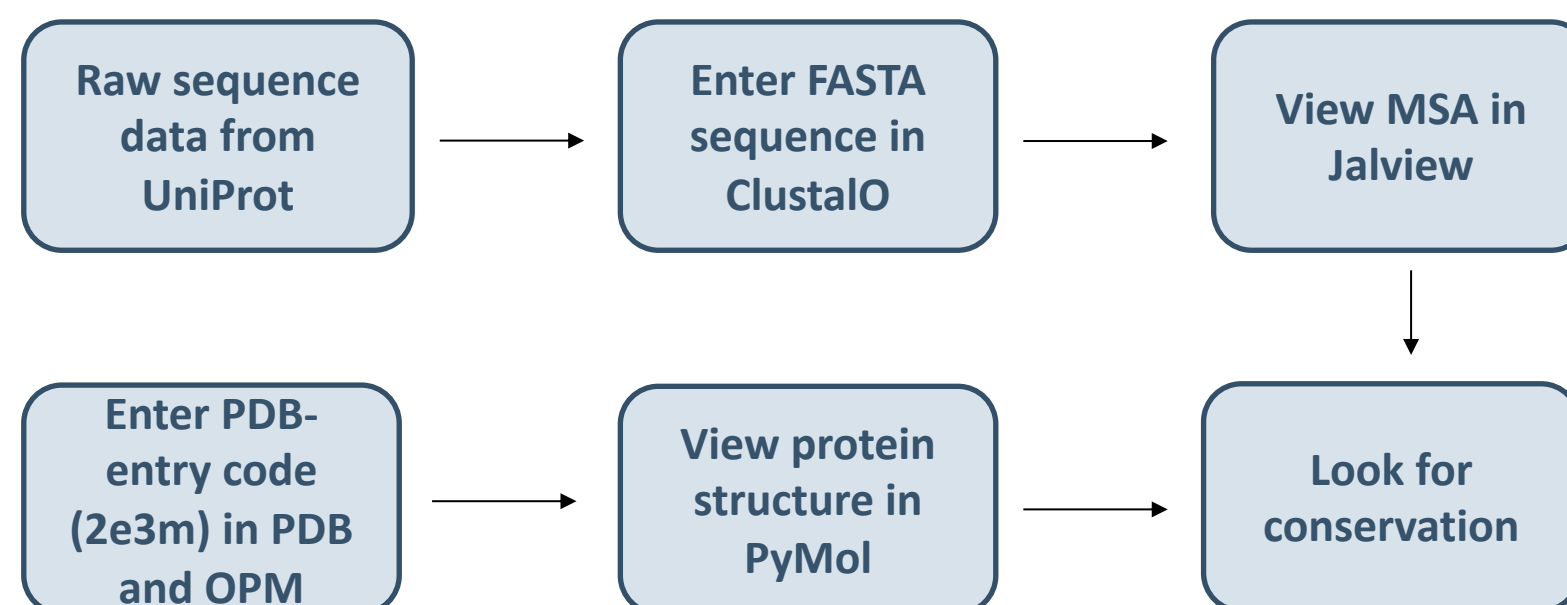 Raw sequence
data from
UniProt
Enter FASTA
sequence in
ClustalO
View MSA in
Jalview
Enter PDB-
entry code
(2e3m) in PDB
and OPM
View protein
structure in
PyMol
Look for
conservation